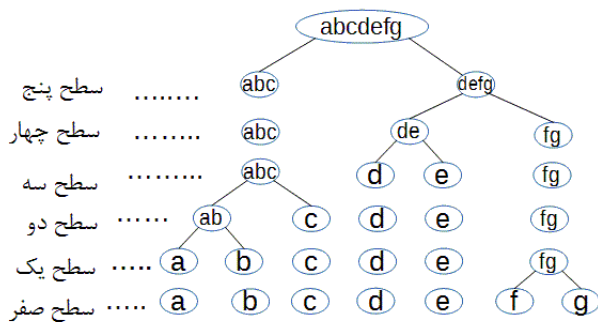 abcdefg
سطح پنج ........ abc defg
سطح چهار ........ abc de fg
سطح سه ......... abc d e fg
سطح دو ...... ab c d e fg
سطح یک ..... a b c d e fg
سطح صفر ..... a b c d e f g